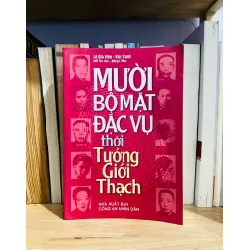 MƯỜI
BỘ MẶT
ĐẶC VỤ
thời
Tưởng
Giới
Thạch
NHÀ XUẤT BẢN
CÔNG AN NHÂN DÂN